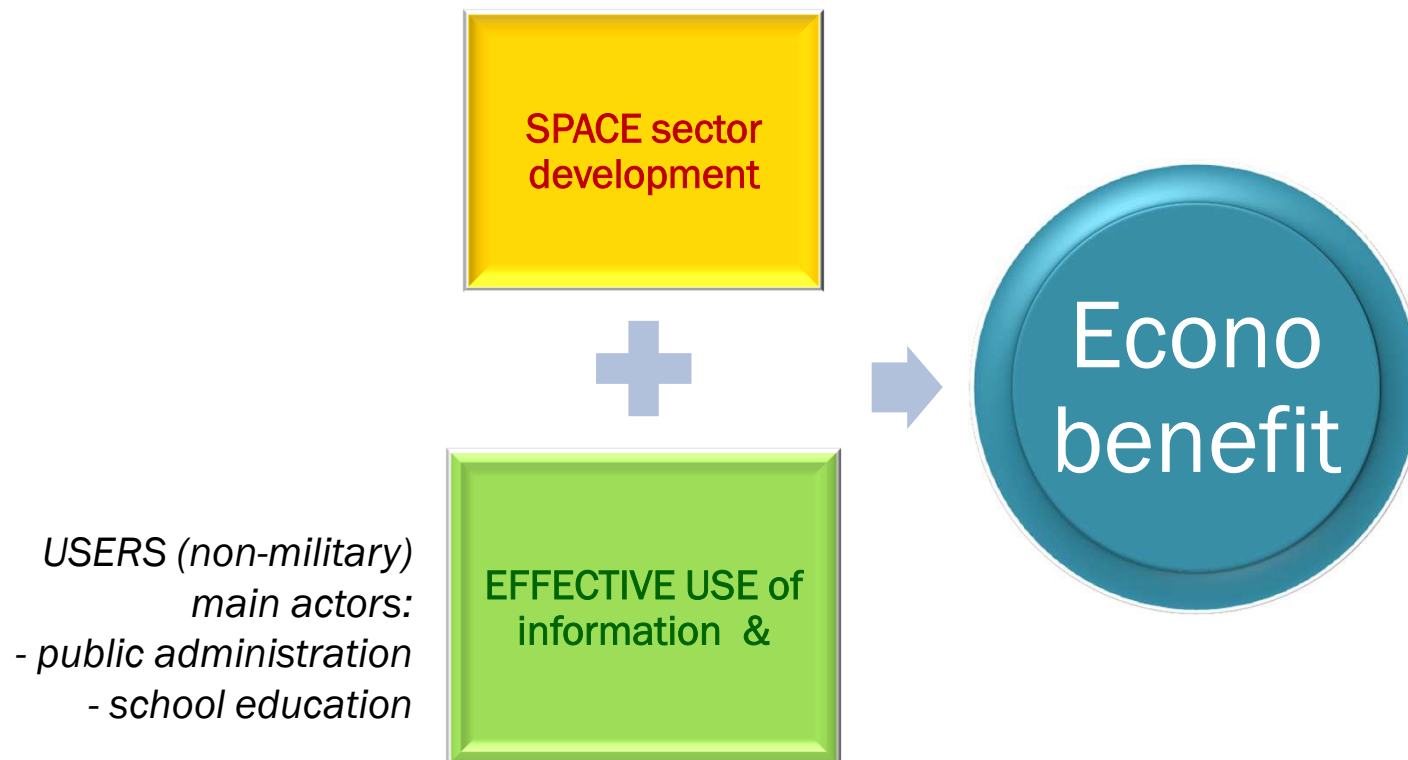 SPACE sector
development
Econo
benefit
USERS (non-military)
main actors:
- public administration
- school education
EFFECTIVE USE of
information &